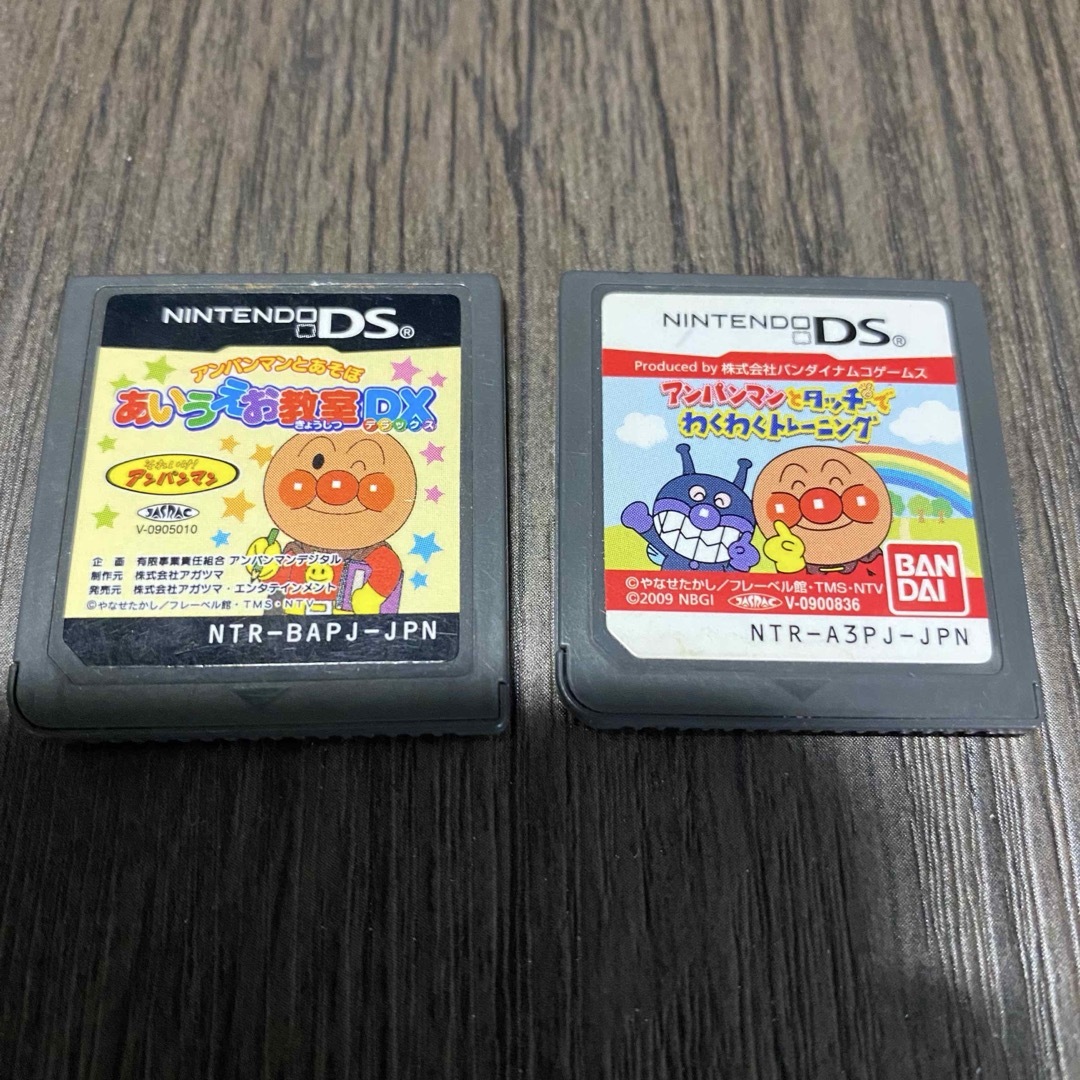 NINTENDO DS®
アンパンマンとあそぼ
あいうえお教室DX
きょうしつ デラックス
それいけ!
アンパンマン
JASRAC
V-0905010
企 画 有限事業責任組合 アンパンマンデジタル
制作元 株式会社アガツマ
発売元 株式会社アガツマ・エンタテインメント
©やなせたかし/フレーベル館・TMS・NTV
NTR-BAPJ-JPN
NINTENDO DS®
Produced by 株式会社バンダイナムコゲームス
アンパンマンとタッチで
わくわくトレーニング
BAN
DAI
©やなせたかし/フレーベル館・TMS・NTV
©2009 NBGI JASRAC V-0900836
NTR-A3PJ-JPN